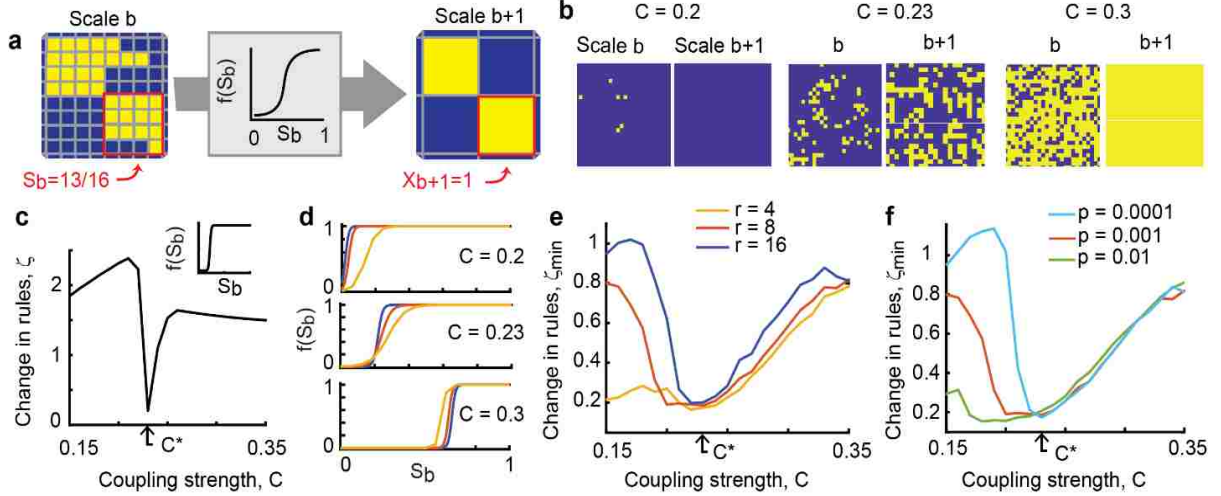 a
Scale b
f(Sb)
0 Sb 1
Scale b+1
Sb=13/16
Xb+1=1
b
C = 0.2
C = 0.23
C = 0.3
Scale b
Scale b+1
b
b+1
b
b+1
c
Change in rules, ζ
2
1
0
0.15
0.35
C*
Coupling strength, C
f(Sb)
Sb
d
f(Sb)
1
0
C = 0.2
1
0
C = 0.23
1
0
C = 0.3
0 Sb 1
e
r = 4
r = 8
r = 16
Change in rules, ζmin
1
0.8
0.6
0.4
0.2
0.15
0.35
C*
Coupling strength, C
f
p = 0.0001
p = 0.001
p = 0.01
Change in rules, ζmin
1
0.8
0.6
0.4
0.2
0.15
0.35
C*
Coupling strength, C